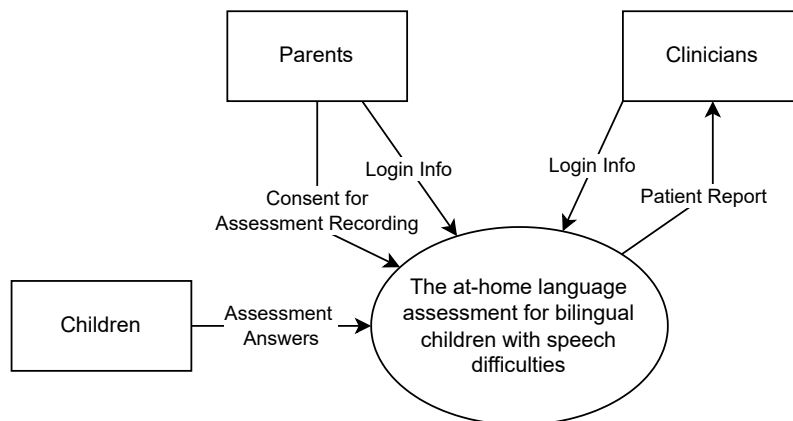 Parents
Clinicians
Login Info
Login Info
Consent for
Assessment Recording
Patient Report
Children
Assessment
Answers
The at-home language
assessment for bilingual
children with speech
difficulties